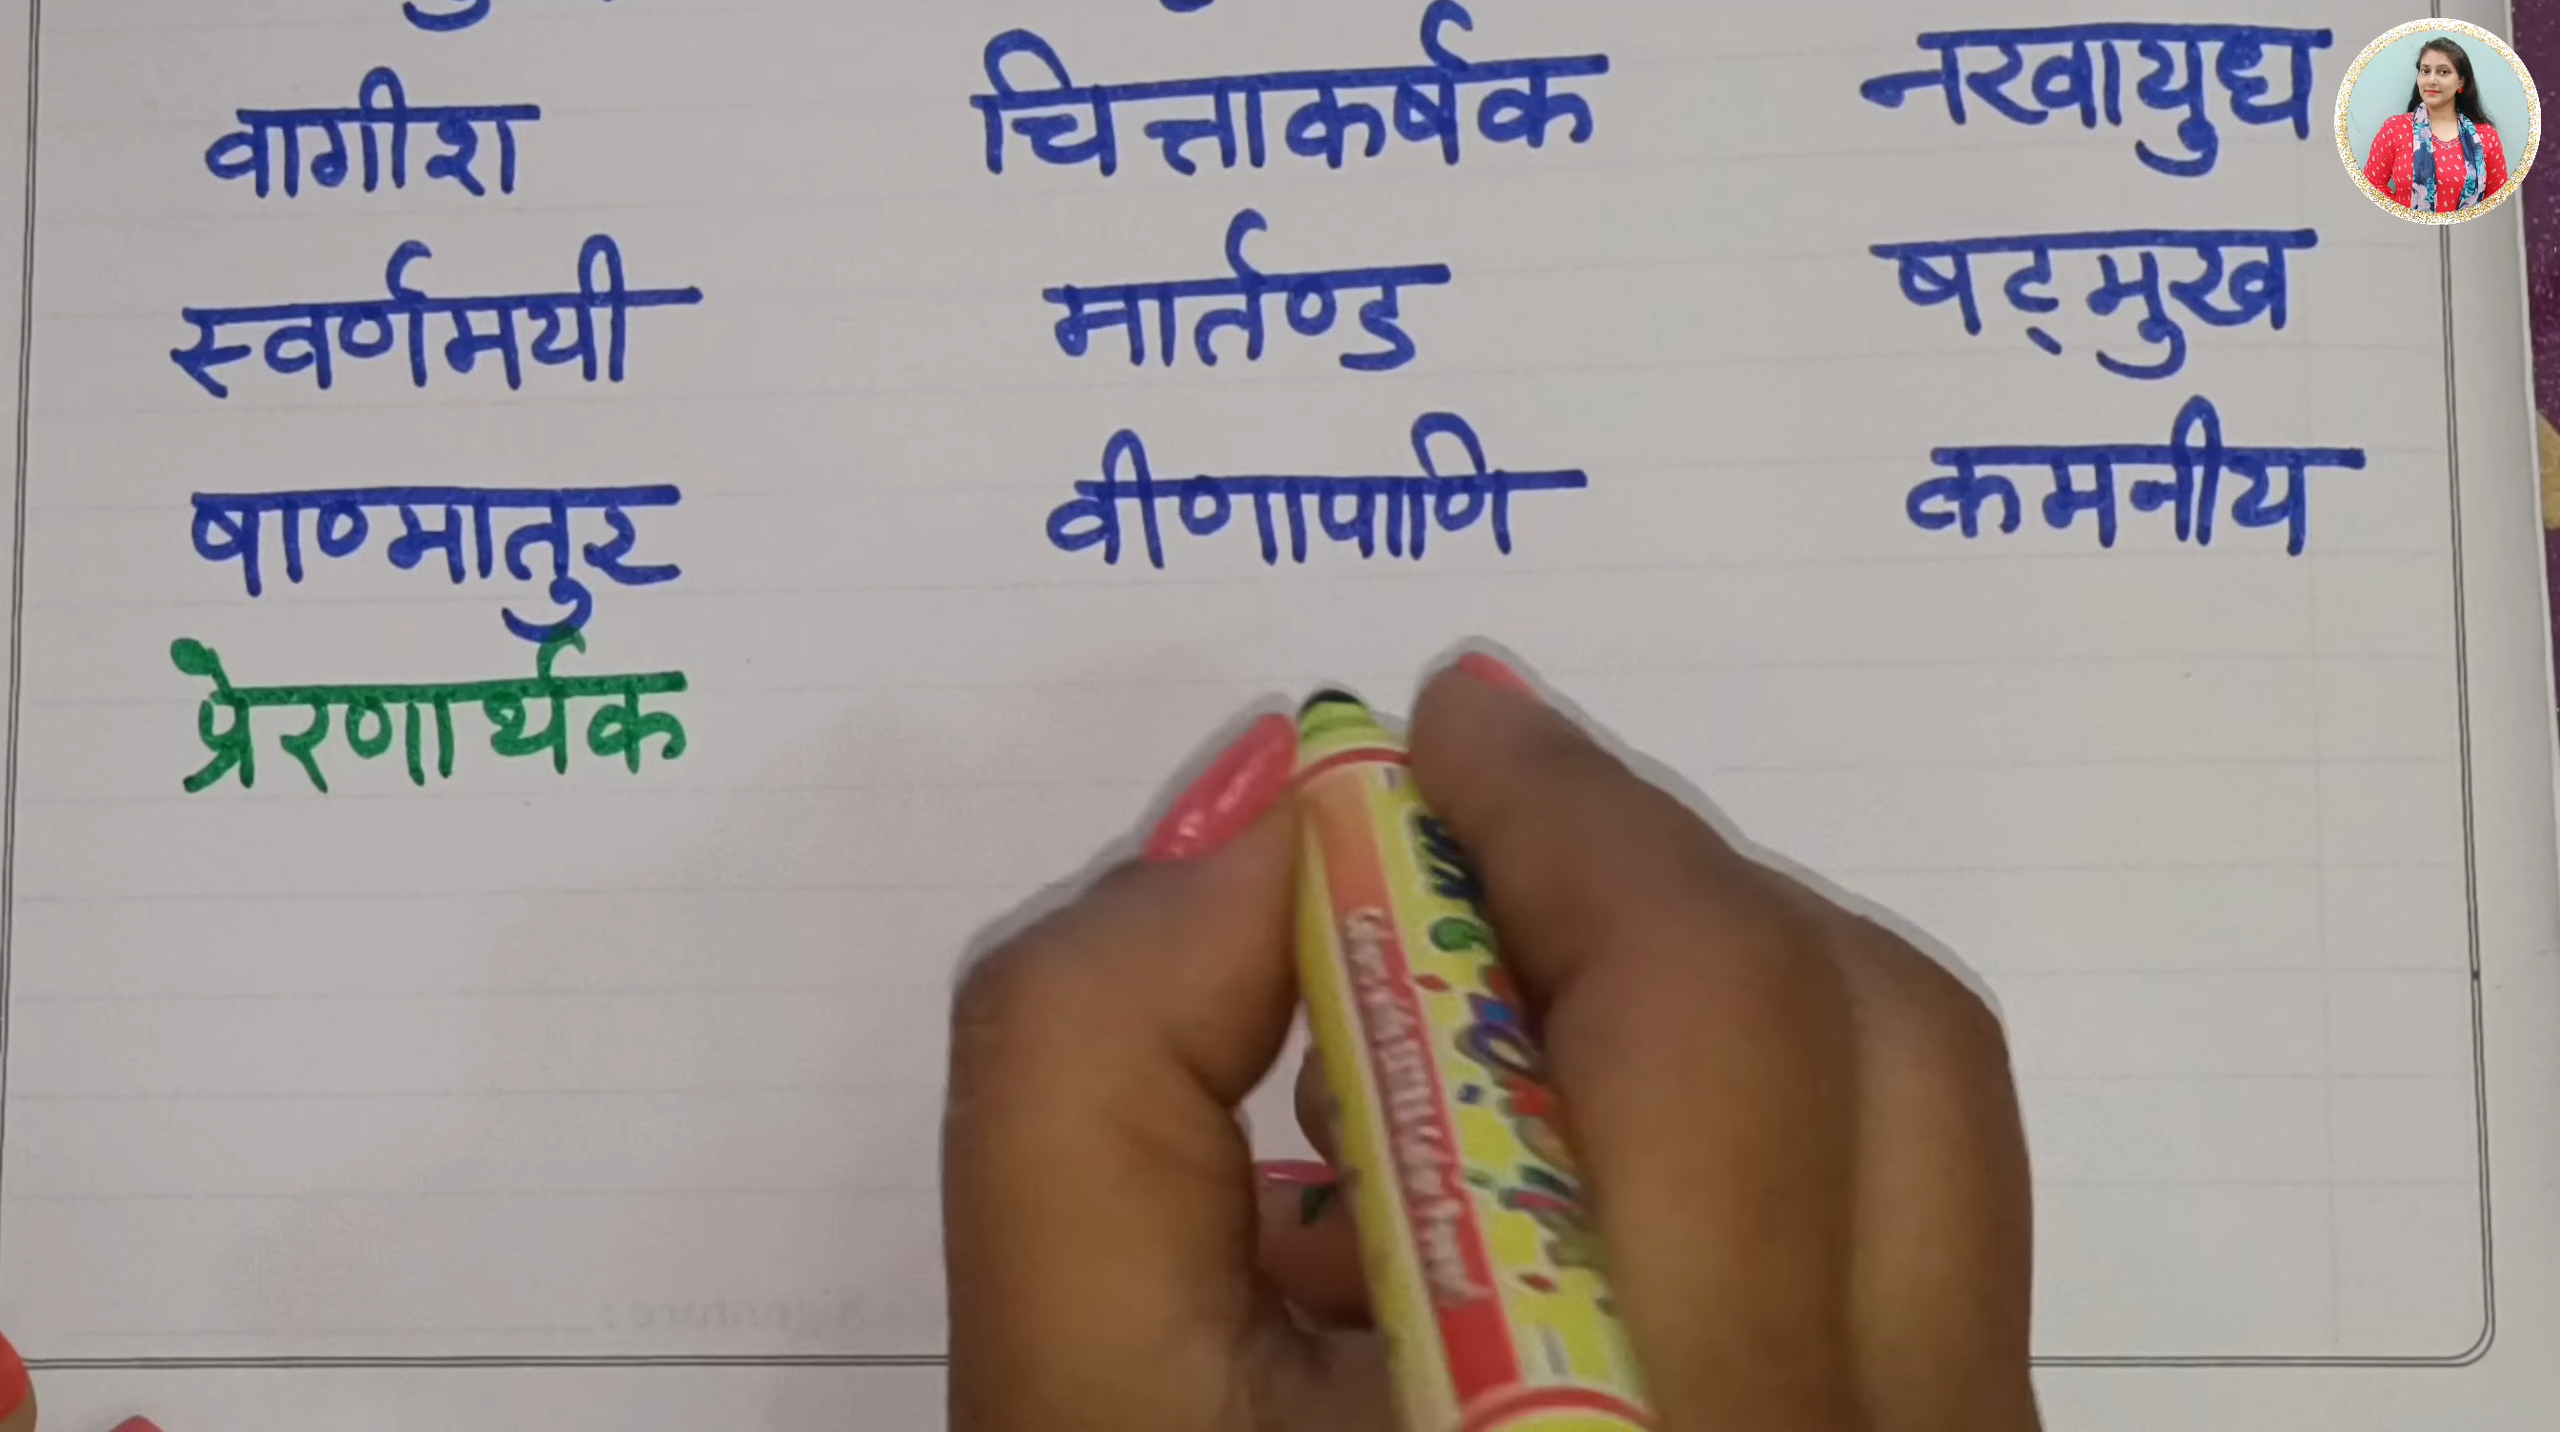 वागीश चित्ताकर्षक नखायुध
स्वर्णमयी मार्तण्ड षट्मुख
षाण्मातुर वीणापाणि कमनीय
प्रेरणार्थक